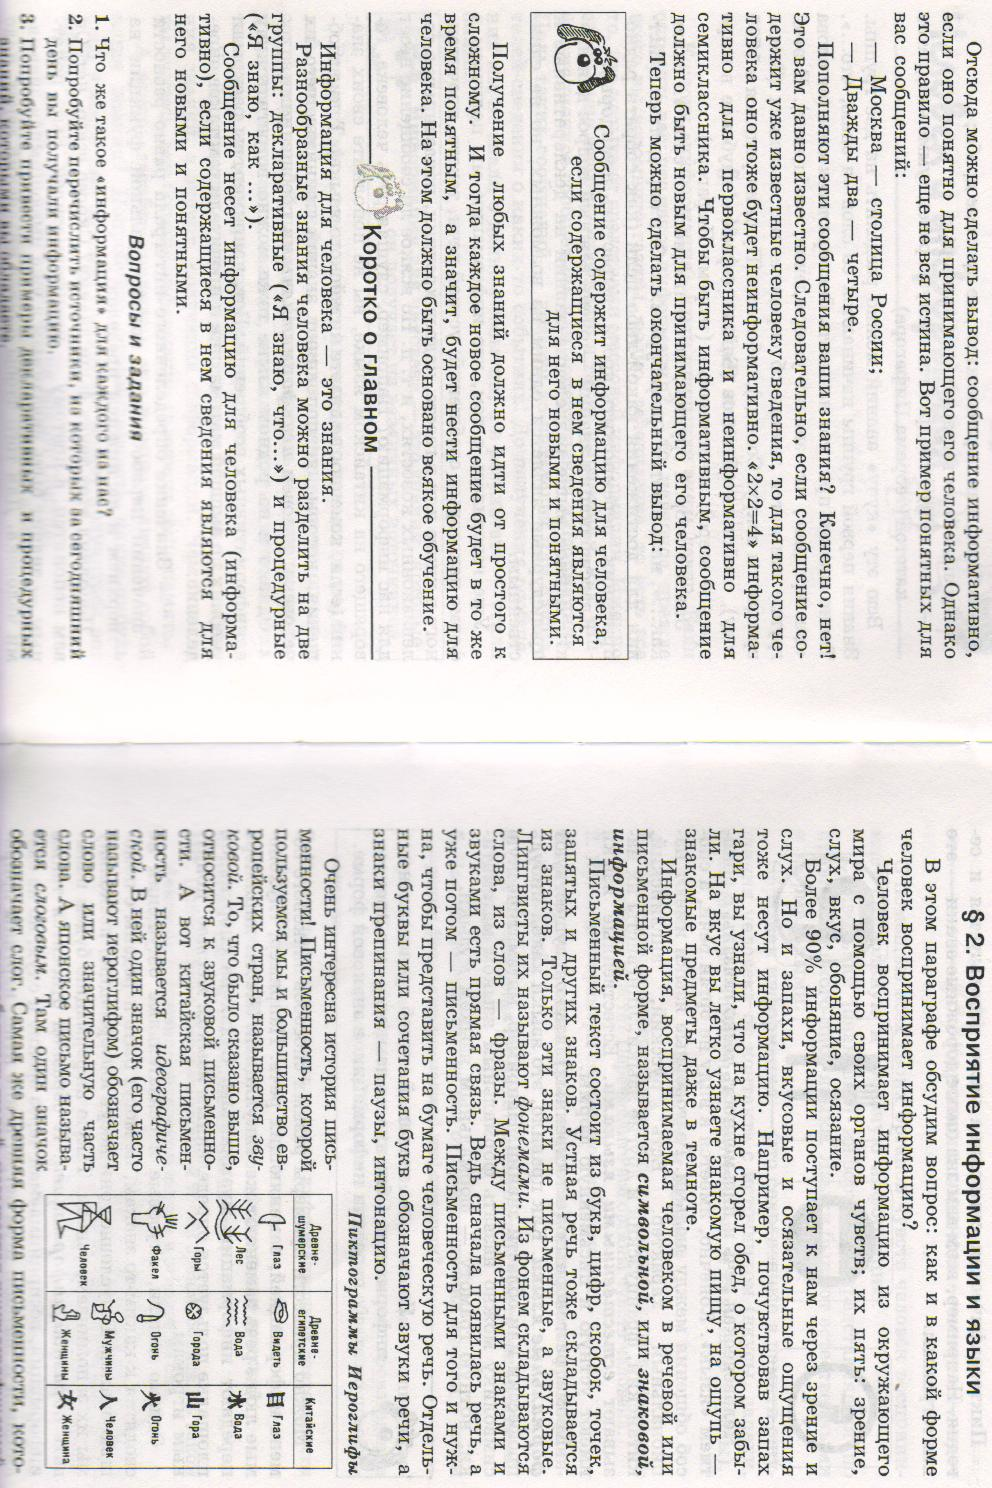 Отсюда можно сделать вывод: сообщение информативно,
если оно понятно для принимающего его человека. Однако
это правило — еще не вся истина. Вот пример понятных для
вас сообщений:
— Москва — столица России;
— Дважды два — четыре.
Пополняют эти сообщения ваши знания? Конечно, нет!
Это вам давно известно. Следовательно, если сообщение со-
держит уже известные человеку сведения, то для такого че-
ловека оно тоже будет неинформативно. «2×2=4» информа-
тивно для первоклассника и неинформативно для
семиклассника. Чтобы быть информативным, сообщение
должно быть новым для принимающего его человека.
Теперь можно сделать окончательный вывод:
Сообщение содержит информацию для человека,
если содержащиеся в нем сведения являются
для него новыми и понятными.
Получение любых знаний должно идти от простого к
сложному. И тогда каждое новое сообщение будет в то же
время понятным, а значит, будет нести информацию для
человека. На этом должно быть основано всякое обучение.
Коротко о главном
Информация для человека — это знания.
Разнообразные знания человека можно разделить на две
группы: декларативные («Я знаю, что...») и процедурные
(«Я знаю, как ...»).
Сообщение несет информацию для человека (информа-
тивно), если содержащиеся в нем сведения являются для
него новыми и понятными.
Вопросы и задания
1. Что же такое «информация» для каждого из нас?
2. Попробуйте перечислить источники, из которых за сегодняшний
день вы получали информацию.
3. Попробуйте привести примеры декларативных и процедурных
знаний, которыми вы обладаете.
§ 2. Восприятие информации и языки
В этом параграфе обсудим вопрос: как и в какой форме
человек воспринимает информацию?
Человек воспринимает информацию из окружающего
мира с помощью своих органов чувств; их пять: зрение,
слух, вкус, обоняние, осязание.
Более 90% информации поступает к нам через зрение и
слух. Но и запахи, вкусовые и осязательные ощущения
тоже несут информацию. Например, почувствовав запах
гари, вы узнали, что на кухне сгорел обед, о котором забы-
ли. На вкус вы легко узнаете знакомую пищу, на ощупь —
знакомые предметы даже в темноте.
Информация, воспринимаемая человеком в речевой или
письменной форме, называется символьной, или знаковой,
информацией.
Письменный текст состоит из букв, цифр, скобок, точек,
запятых и других знаков. Устная речь тоже складывается
из знаков. Только эти знаки не письменные, а звуковые.
Лингвисты их называют фонемами. Из фонем складываются
слова, из слов — фразы. Между письменными знаками и
звуками есть прямая связь. Ведь сначала появилась речь, а
уже потом — письменность. Письменность для того и нуж-
на, чтобы представить на бумаге человеческую речь. Отдель-
ные буквы или сочетания букв обозначают звуки речи, а
знаки препинания — паузы, интонацию.
Очень интересна история пись-
менности! Письменность, которой
пользуемся мы и большинство ев-
ропейских стран, называется зву-
ковой. То, что было сказано выше,
относится к звуковой письменно-
сти. А вот китайская письмен-
ность называется идеографиче-
ской. В ней один значок (его часто
называют иероглифом) обозначает
слово или значительную часть
слова. А японское письмо называ-
ется слоговым. Там один значок
обозначает слог. Самая же древняя форма письменности, кото-
Пиктограммы Иероглифы
Древне-шумерские Древне-египетские Китайские
Глаз Видеть 目 Глаз
Лес Вода 水 Вода
Горы Города 山 Гора
Факел Огонь 火 Огонь
Мужчины 人 Человек
Человек Женщины 女 Женщина